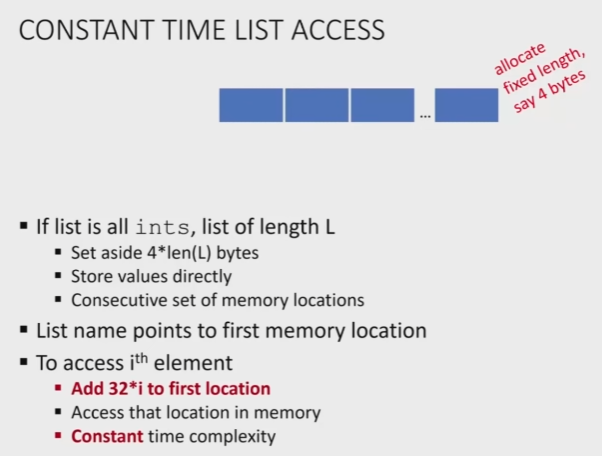 CONSTANT TIME LIST ACCESS
allocate
fixed length,
say 4 bytes
...
▪ If list is all ints, list of length L
▪ Set aside 4*len(L) bytes
▪ Store values directly
▪ Consecutive set of memory locations
▪ List name points to first memory location
▪ To access iᵗʰ element
▪ Add 32*i to first location
▪ Access that location in memory
▪ Constant time complexity